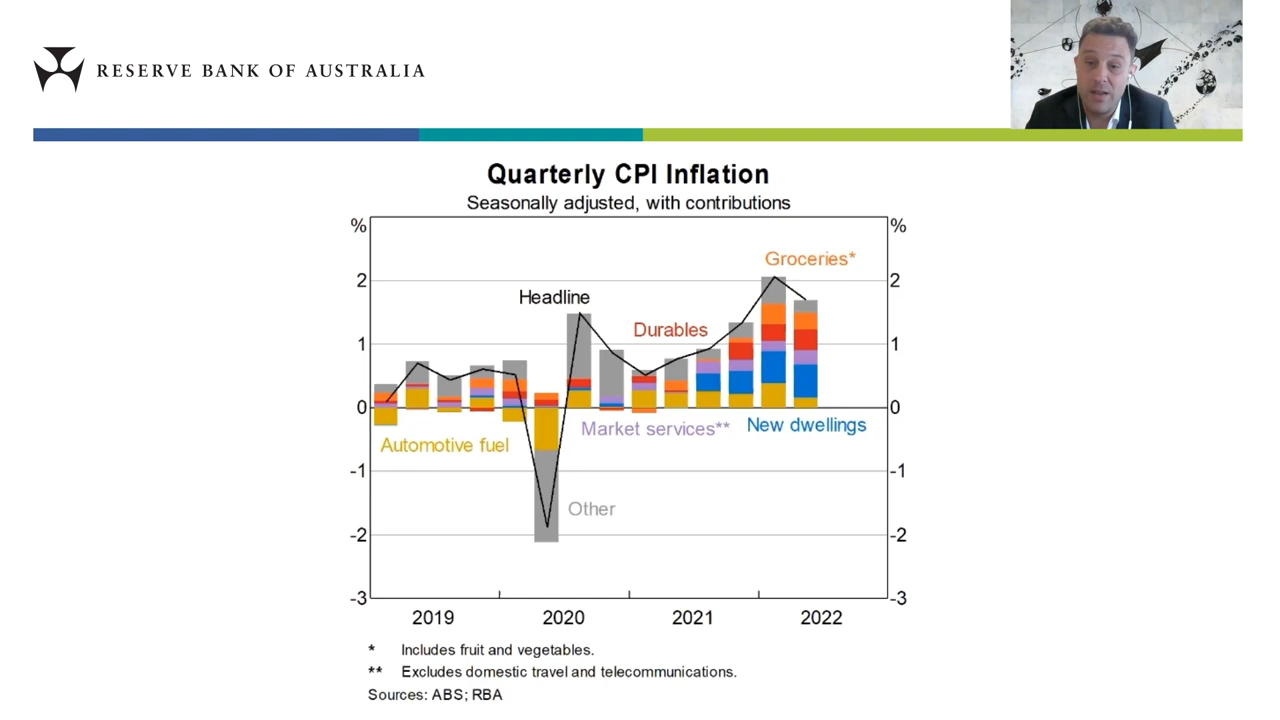 RESERVE BANK OF AUSTRALIA
Quarterly CPI Inflation
Seasonally adjusted, with contributions
% %
Groceries*
2 2
Headline
Durables
1 1
0 0
Market services** New dwellings
Automotive fuel
-1 -1
Other
-2 -2
-3 -3
2019 2020 2021 2022
* Includes fruit and vegetables.
** Excludes domestic travel and telecommunications.
Sources: ABS; RBA